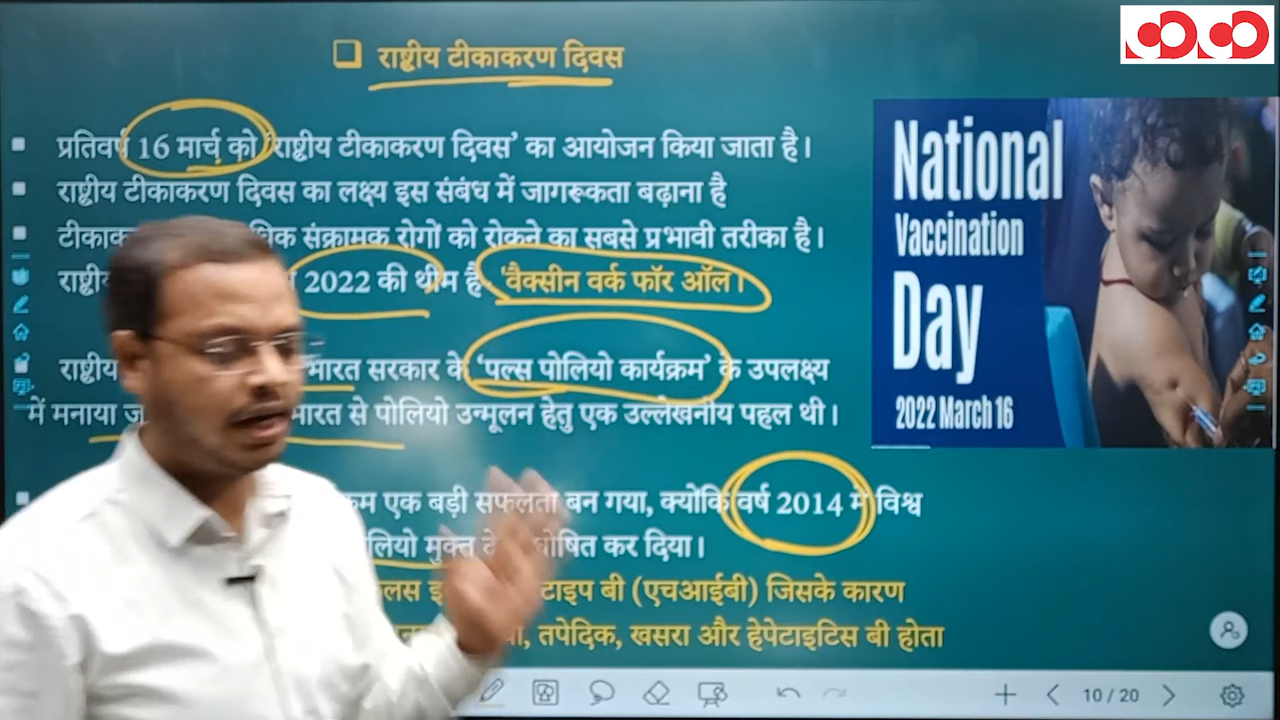 राष्ट्रीय टीकाकरण दिवस
प्रतिवर्ष 16 मार्च को 'राष्ट्रीय टीकाकरण दिवस' का आयोजन किया जाता है।
राष्ट्रीय टीकाकरण दिवस का लक्ष्य इस संबंध में जागरूकता बढ़ाना है
संक्रामक रोगों को रोकने का सबसे प्रभावी तरीका है।
2022 की थीम है 'वैक्सीन वर्क फॉर ऑल।
भारत सरकार के 'पल्स पोलियो कार्यक्रम' के उपलक्ष्य
में मनाया भारत से पोलियो उन्मूलन हेतु एक उल्लेखनीय पहल थी।
एक बड़ी सफलता बन गया, क्योंकि वर्ष 2014 में विश्व
मुक्त कर दिया।
टाइप बी (एचआईबी) जिसके कारण
तपेदिक, खसरा और हेपेटाइटिस बी होता
National
Vaccination
Day
2022 March 16
10 / 20